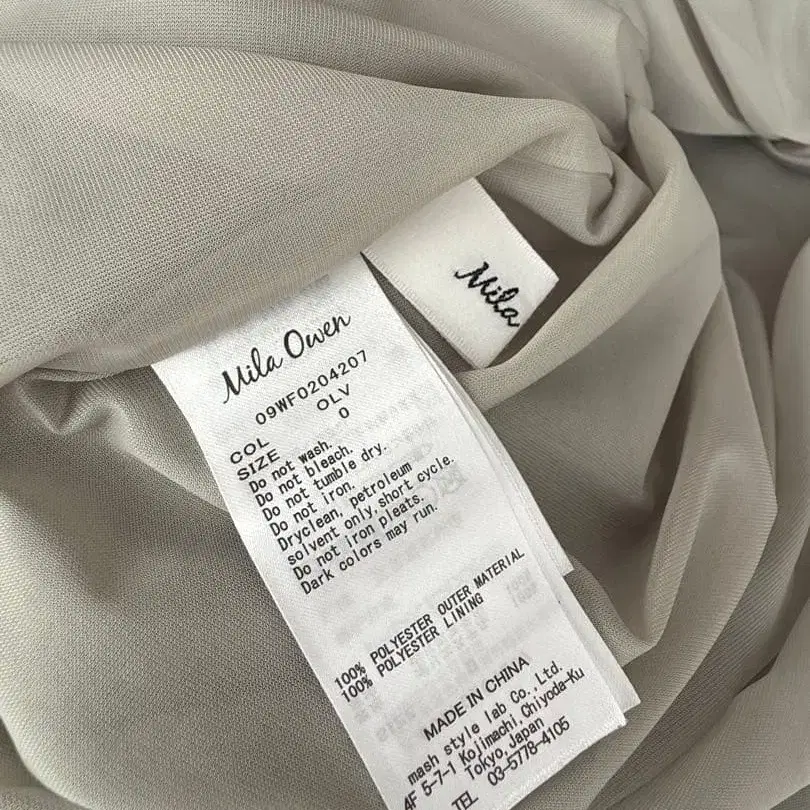 Mila
Mila Owen
09WF0204207
COL OLV
SIZE 0
Do not wash.
Do not bleach.
Do not tumble dry.
Do not iron.
Dryclean, petroleum
solvent only, short cycle.
Do not iron pleats.
Dark colors may run.
100% POLYESTER OUTER MATERIAL
100% POLYESTER LINING
MADE IN CHINA
mash style lab Co., Ltd.
4F 5-7-1 Kojimachi, Chiyoda-Ku
Tokyo, Japan
TEL 03-5778-4105